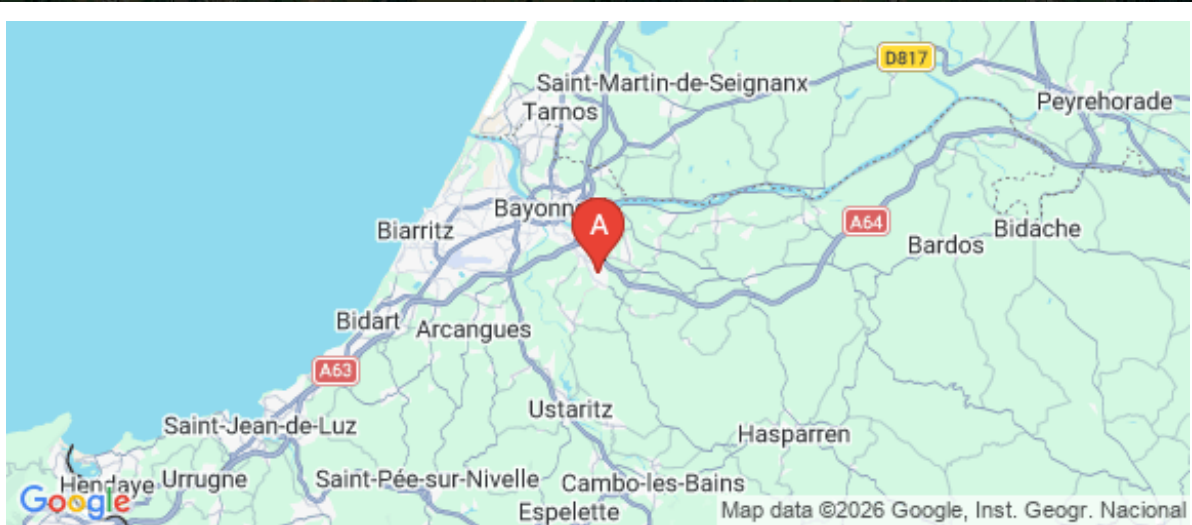 D817
Saint-Martin-de-Seignanx
Tarnos
Peyrehorade
Bayonn
A
Biarritz
A64
Bidache
Bardos
Bidart
Arcangues
A63
Ustaritz
Saint-Jean-de-Luz
Hasparren
Hendaye
Urrugne
Saint-Pée-sur-Nivelle
Cambo-les-Bains
Google
Espelette
Map data ©2026 Google, Inst. Geogr. Nacional